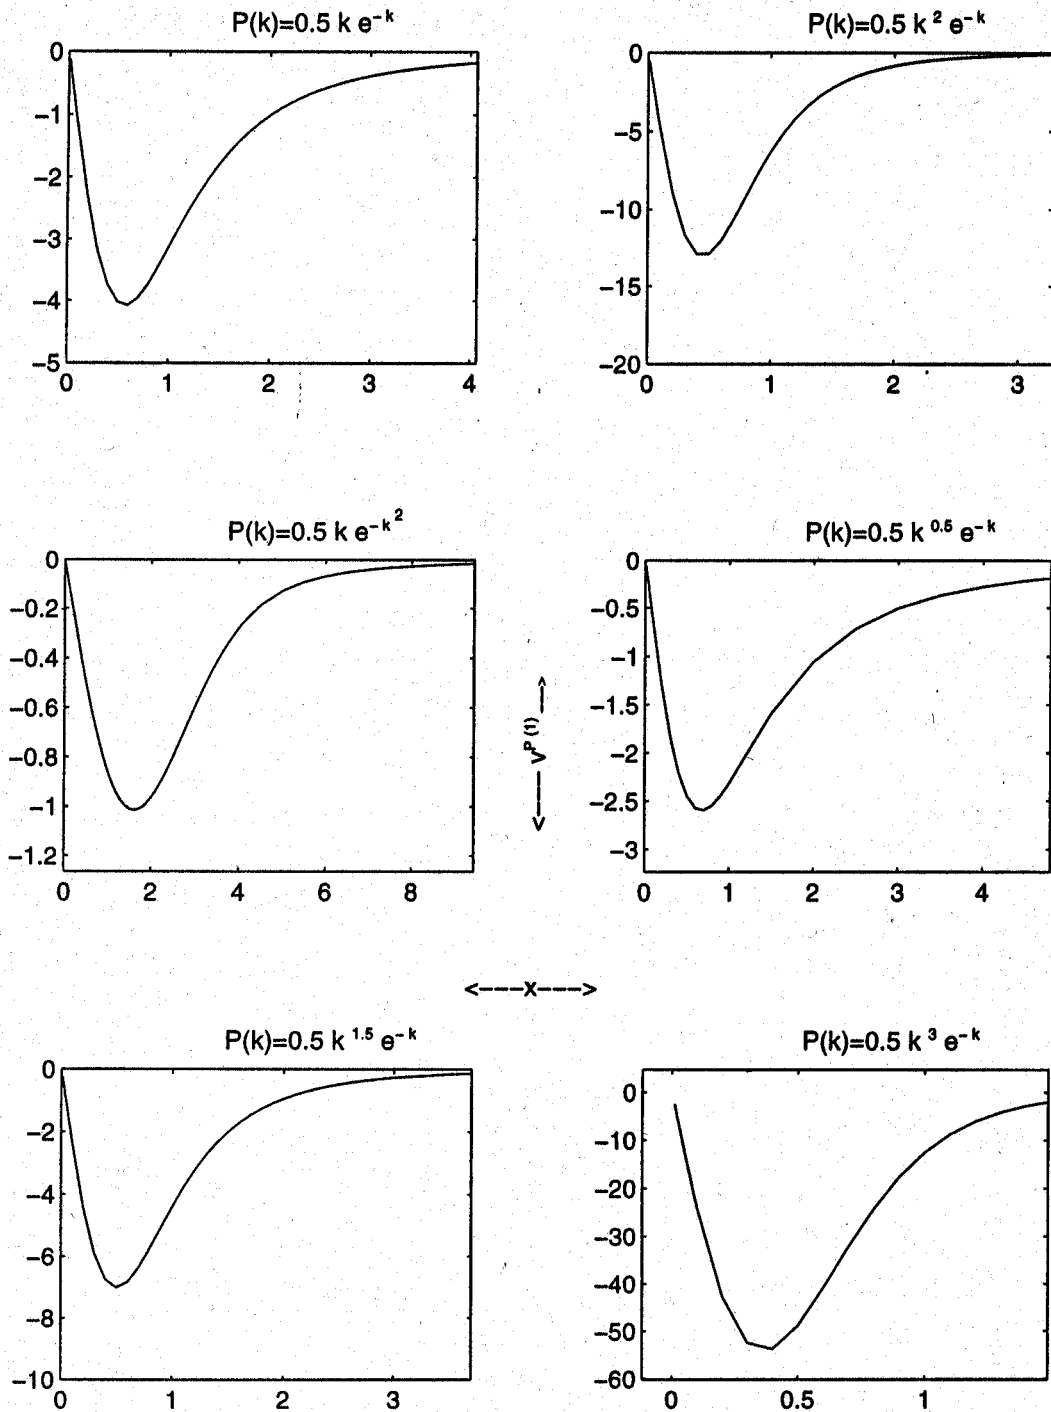 P(k)=0.5 k e^-k
P(k)=0.5 k^2 e^-k
0
−1
−2
−3
−4
−5
0 1 2 3 4
0
−5
−10
−15
−20
0 1 2 3
P(k)=0.5 k e^-k^2
P(k)=0.5 k^0.5 e^-k
0
−0.2
−0.4
−0.6
−0.8
−1
−1.2
0 2 4 6 8
<-----V^P(1)---->
0
−0.5
−1
−1.5
−2
−2.5
−3
0 1 2 3 4
<----X---->
P(k)=0.5 k^1.5 e^-k
P(k)=0.5 k^3 e^-k
0
−2
−4
−6
−8
−10
0 1 2 3
0
−10
−20
−30
−40
−50
−60
0 0.5 1